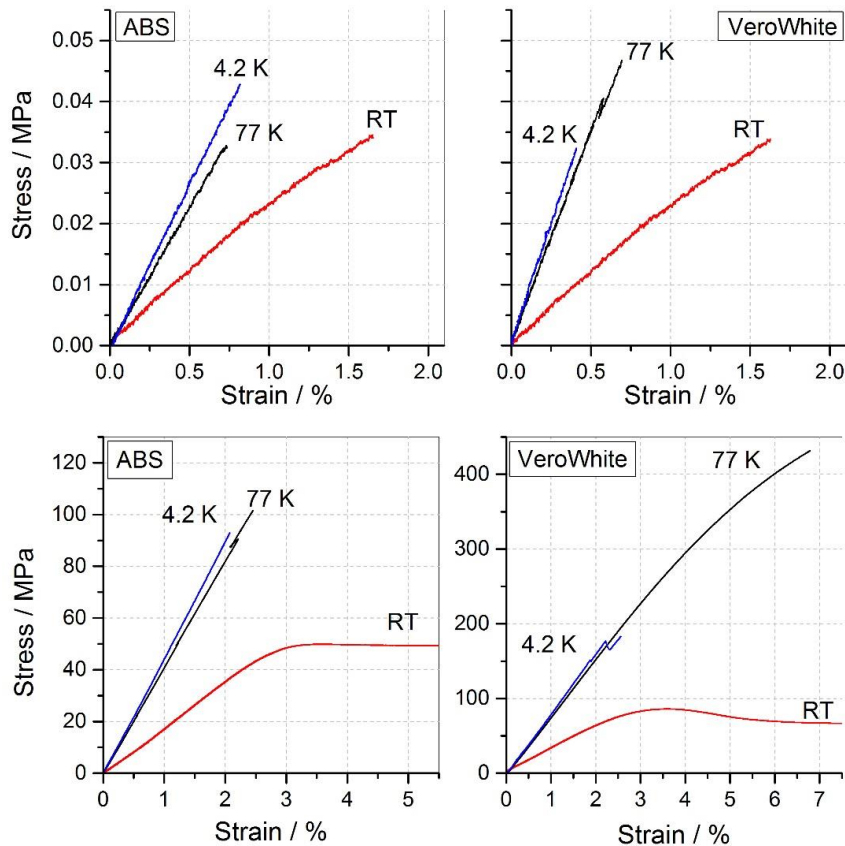 ABS
VeroWhite
Stress / MPa
0.05
0.04
0.03
0.02
0.01
0.00
4.2 K
77 K
RT
77 K
4.2 K
RT
0.0 0.5 1.0 1.5 2.0
0.0 0.5 1.0 1.5 2.0
Strain / %
Strain / %
ABS
VeroWhite
Stress / MPa
120
100
80
60
40
20
0
4.2 K
77 K
RT
400
300
200
100
0
77 K
4.2 K
RT
0 1 2 3 4 5
0 1 2 3 4 5 6 7
Strain / %
Strain / %